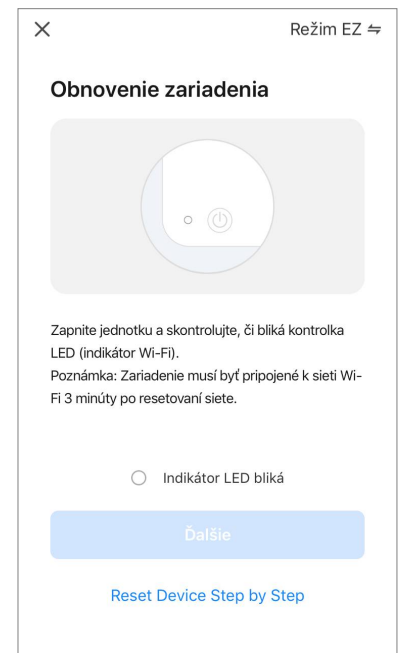 Režim EZ ⇋
Obnovenie zariadenia
Zapnite jednotku a skontrolujte, či bliká kontrolka
LED (indikátor Wi-Fi).
Poznámka: Zariadenie musí byť pripojené k sieti Wi-
Fi 3 minúty po resetovaní siete.
Indikátor LED bliká
Ďalšie
Reset Device Step by Step